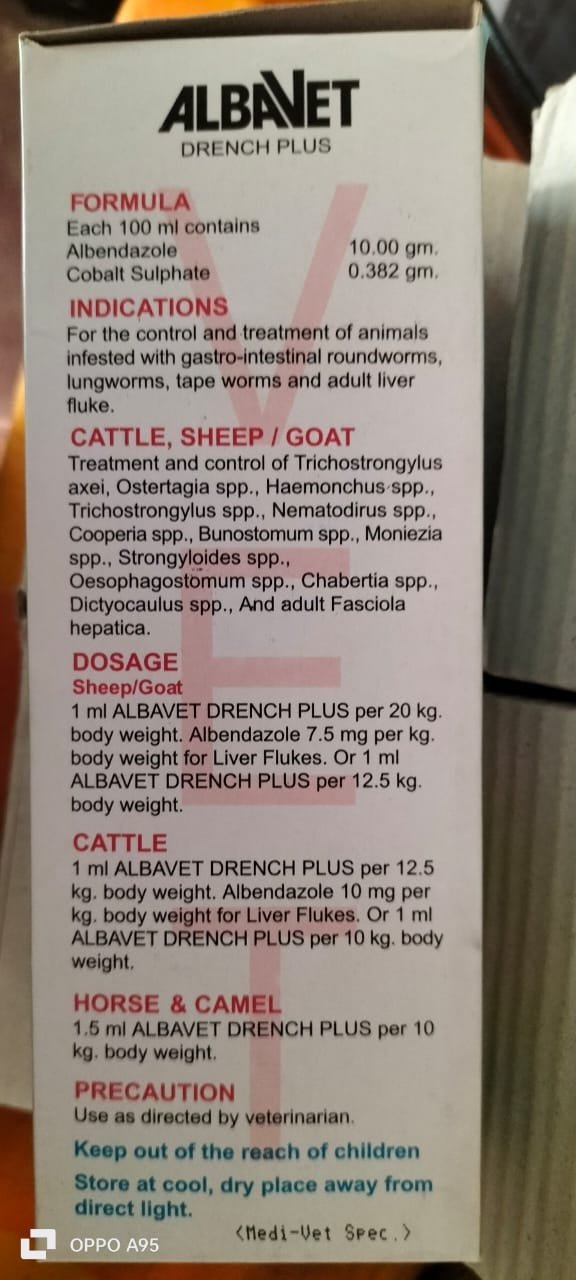 ALBAVET
DRENCH PLUS
FORMULA
Each 100 ml contains
Albendazole 10.00 gm.
Cobalt Sulphate 0.382 gm.
INDICATIONS
For the control and treatment of animals
infested with gastro-intestinal roundworms,
lungworms, tape worms and adult liver
fluke.
CATTLE, SHEEP / GOAT
Treatment and control of Trichostrongylus
axei, Ostertagia spp., Haemonchus spp.,
Trichostrongylus spp., Nematodirus spp.,
Cooperia spp., Bunostomum spp., Moniezia
spp., Strongyloides spp.,
Oesophagostomum spp., Chabertia spp.,
Dictyocaulus spp., And adult Fasciola
hepatica.
DOSAGE
Sheep/Goat
1 ml ALBAVET DRENCH PLUS per 20 kg.
body weight. Albendazole 7.5 mg per kg.
body weight for Liver Flukes. Or 1 ml
ALBAVET DRENCH PLUS per 12.5 kg.
body weight.
CATTLE
1 ml ALBAVET DRENCH PLUS per 12.5
kg. body weight. Albendazole 10 mg per
kg. body weight for Liver Flukes. Or 1 ml
ALBAVET DRENCH PLUS per 10 kg. body
weight.
HORSE & CAMEL
1.5 ml ALBAVET DRENCH PLUS per 10
kg. body weight.
PRECAUTION
Use as directed by veterinarian.
Keep out of the reach of children
Store at cool, dry place away from
direct light.
<Medi-Vet Spec.>
OPPO A95
VET